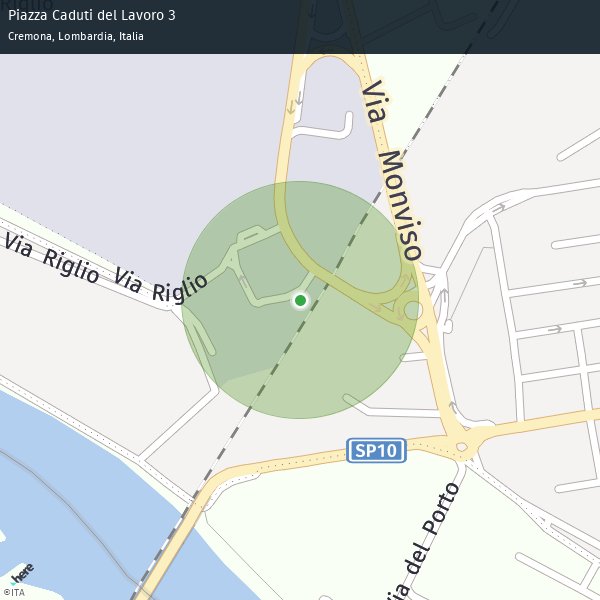 Piazza Caduti del Lavoro 3
Cremona, Lombardia, Italia
Via Monviso
Via Riglio
Via Riglio
SP10
Via del Porto
here
©ITA